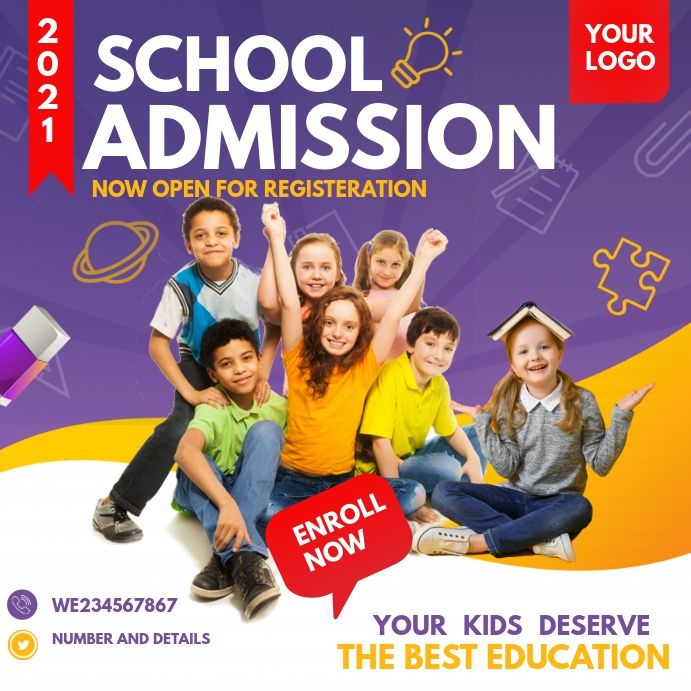 2021
SCHOOL
ADMISSION
NOW OPEN FOR REGISTERATION
YOUR
LOGO
ENROLL
NOW
WE234567867
NUMBER AND DETAILS
YOUR KIDS DESERVE
THE BEST EDUCATION